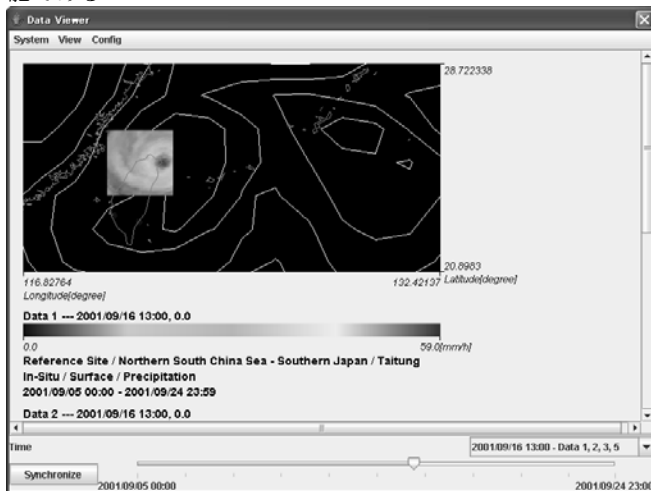 Data Viewer
System View Config
28.722338
20.8983
116.82764
132.42137 Latitude[degree]
Longitude[degree]
Data 1 --- 2001/09/16 13:00, 0.0
0.0
59.0[mm/h]
Reference Site / Northern South China Sea - Southern Japan / Taitung
In-Situ / Surface / Precipitation
2001/09/05 00:00 - 2001/09/24 23:59
Data 2 --- 2001/09/16 13:00, 0.0
Time
2001/09/16 13:00 - Data 1, 2, 3, 5
Synchronize
2001/09/05 00:00
2001/09/24 23:00